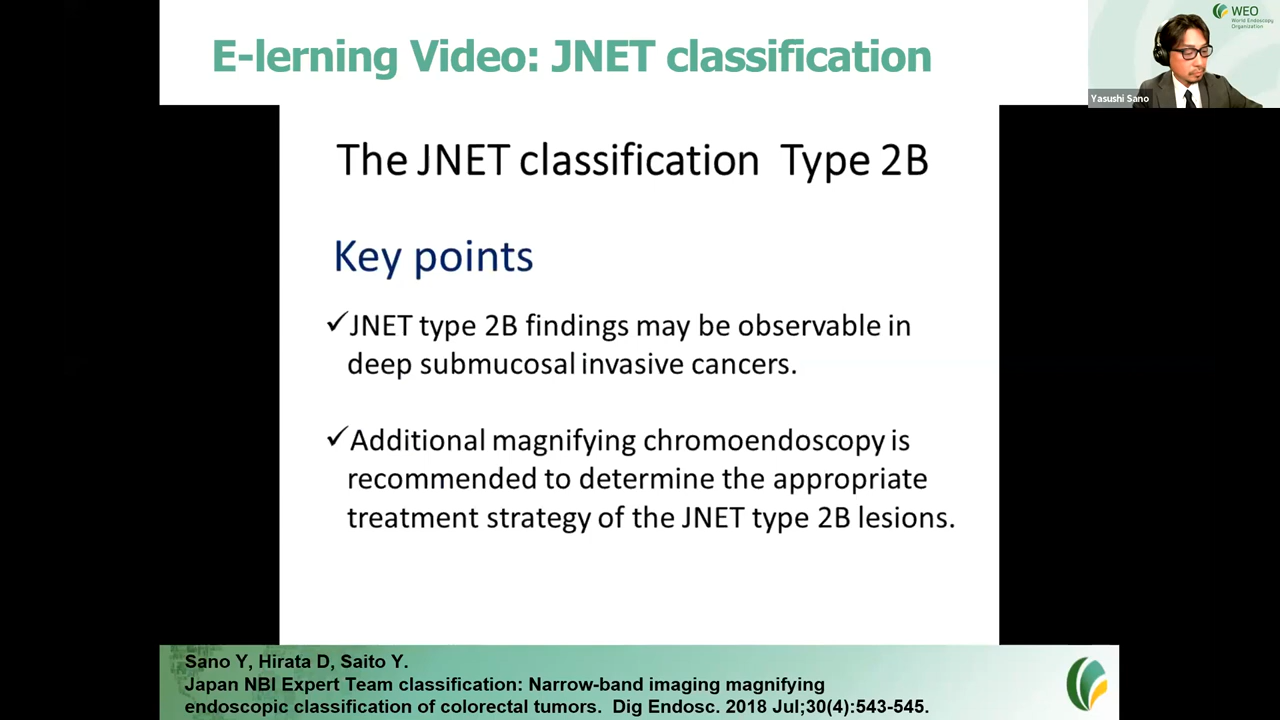 E-lerning Video: JNET classification
WEO
World Endoscopy
Organization
Yasushi Sano
The JNET classification Type 2B
Key points
✓JNET type 2B findings may be observable in
deep submucosal invasive cancers.
✓Additional magnifying chromoendoscopy is
recommended to determine the appropriate
treatment strategy of the JNET type 2B lesions.
Sano Y, Hirata D, Saito Y.
Japan NBI Expert Team classification: Narrow-band imaging magnifying
endoscopic classification of colorectal tumors. Dig Endosc. 2018 Jul;30(4):543-545.